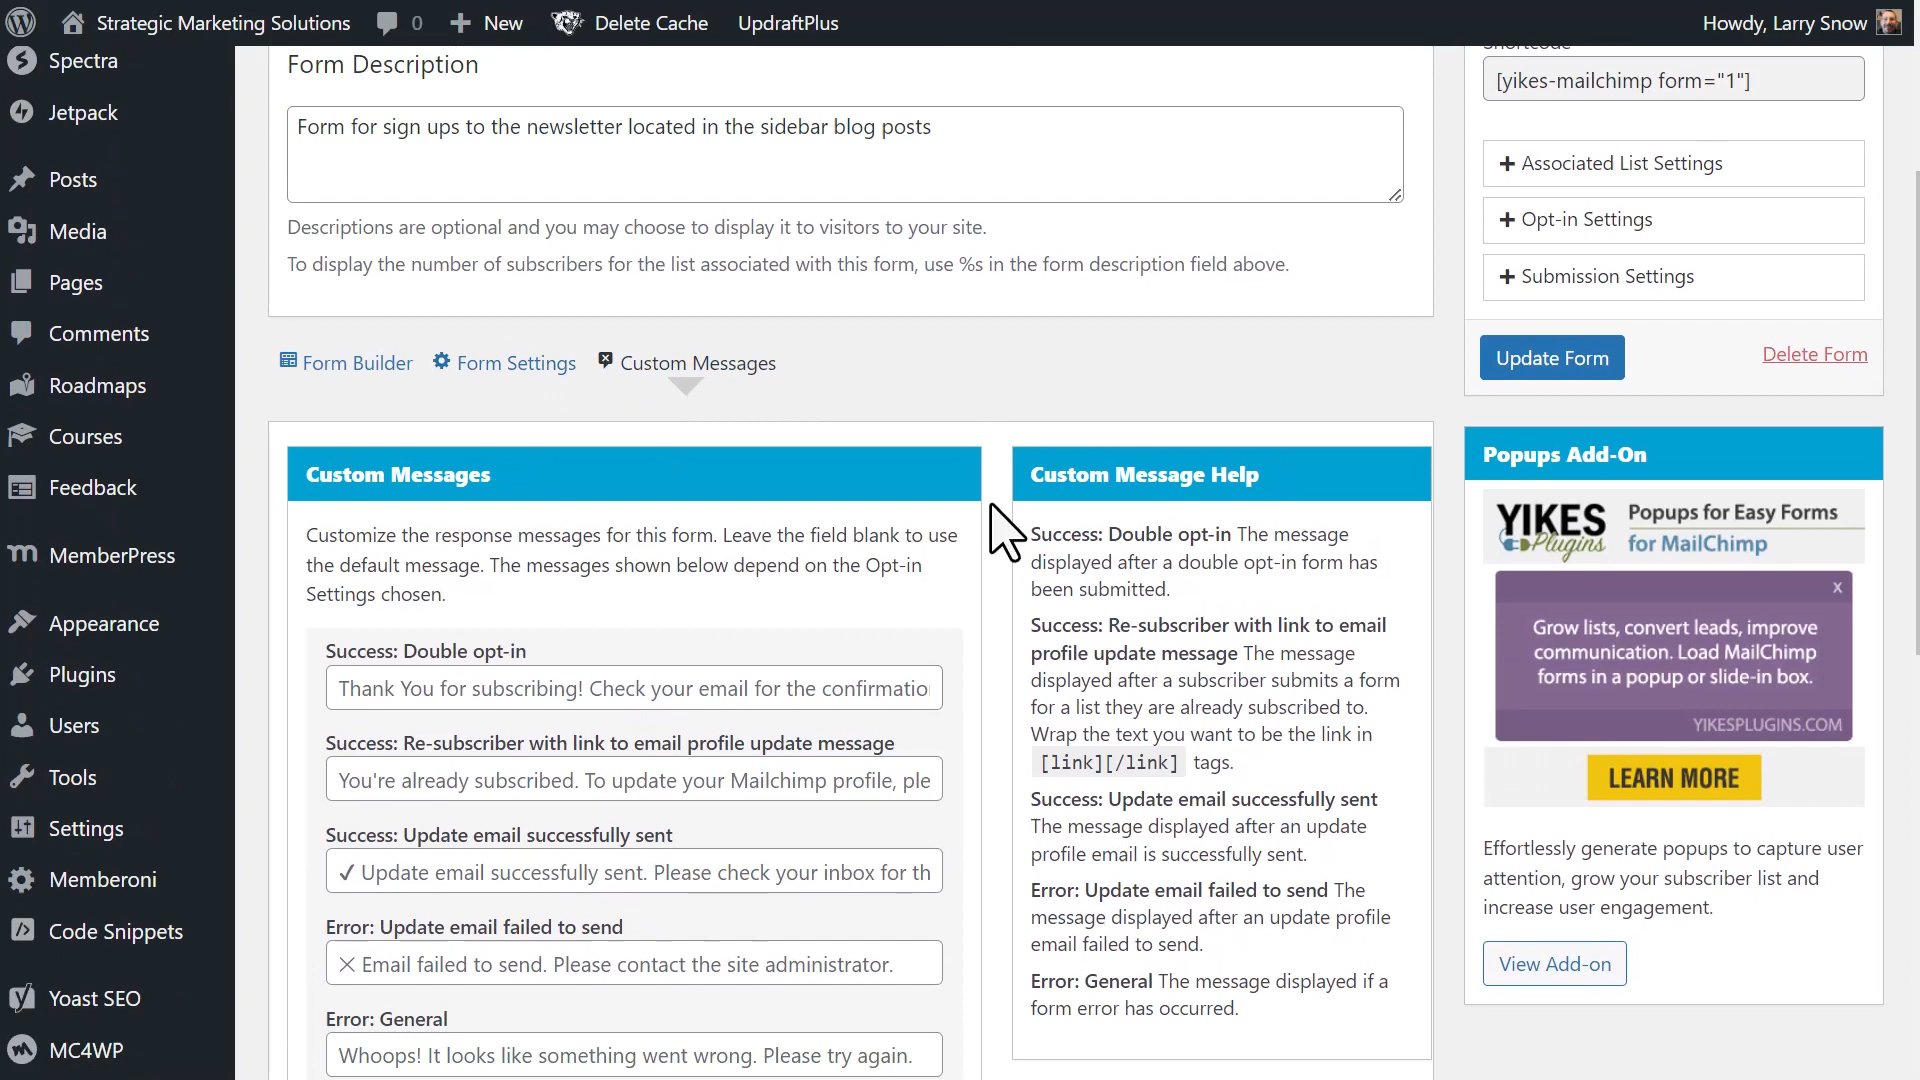 Strategic Marketing Solutions
0
New
Delete Cache
UpdraftPlus
Howdy, Larry Snow
Spectra
Jetpack
Posts
Media
Pages
Comments
Roadmaps
Courses
Feedback
MemberPress
Appearance
Plugins
Users
Tools
Settings
Memberoni
Code Snippets
Yoast SEO
MC4WP
Form Description
Form for sign ups to the newsletter located in the sidebar blog posts
Descriptions are optional and you may choose to display it to visitors to your site.
To display the number of subscribers for the list associated with this form, use %s in the form description field above.
Form Builder
Form Settings
Custom Messages
Custom Messages
Customize the response messages for this form. Leave the field blank to use
the default message. The messages shown below depend on the Opt-in
Settings chosen.
Success: Double opt-in
Thank You for subscribing! Check your email for the confirmatio
Success: Re-subscriber with link to email profile update message
You're already subscribed. To update your Mailchimp profile, ple
Success: Update email successfully sent
✓ Update email successfully sent. Please check your inbox for th
Error: Update email failed to send
✕ Email failed to send. Please contact the site administrator.
Error: General
Whoops! It looks like something went wrong. Please try again.
Custom Message Help
Success: Double opt-in The message
displayed after a double opt-in form has
been submitted.
Success: Re-subscriber with link to email
profile update message The message
displayed after a subscriber submits a form
for a list they are already subscribed to.
Wrap the text you want to be the link in
[link][/link] tags.
Success: Update email successfully sent
The message displayed after an update
profile email is successfully sent.
Error: Update email failed to send The
message displayed after an update profile
email failed to send.
Error: General The message displayed if a
form error has occurred.
Shortcode
[yikes-mailchimp form="1"]
+ Associated List Settings
+ Opt-in Settings
+ Submission Settings
Update Form
Delete Form
Popups Add-On
YIKES
Plugins
Popups for Easy Forms
for MailChimp
x
Grow lists, convert leads, improve
communication. Load MailChimp
forms in a popup or slide-in box.
YIKESPLUGINS.COM
LEARN MORE
Effortlessly generate popups to capture user
attention, grow your subscriber list and
increase user engagement.
View Add-on